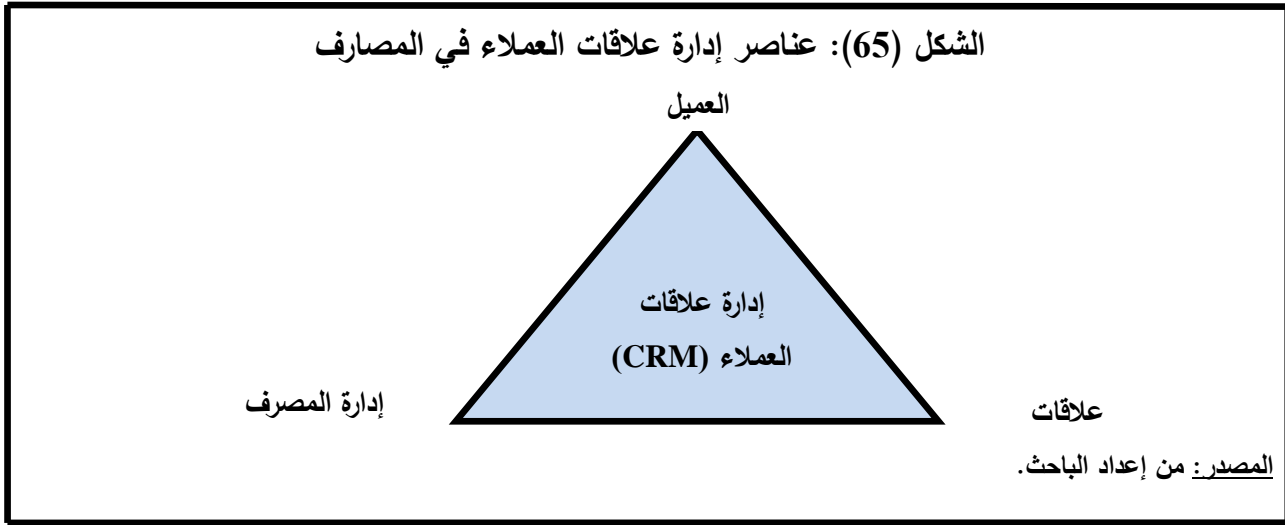 الشكل (65): عناصر إدارة علاقات العملاء في المصارف
العميل
إدارة علاقات
العملاء (CRM)
علاقات
إدارة المصرف
المصدر: من إعداد الباحث.